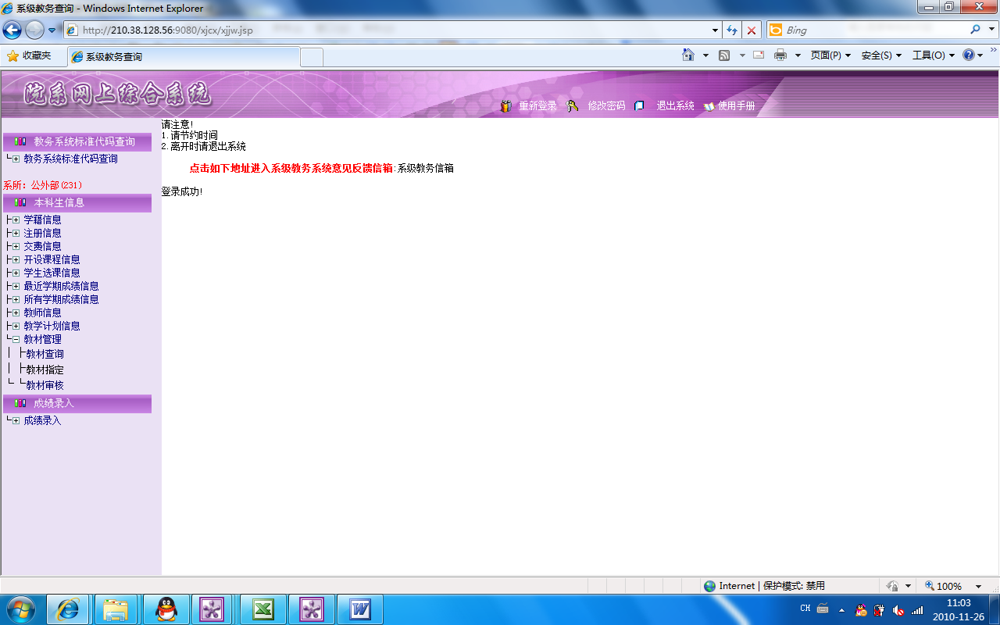 系级教务查询 - Windows Internet Explorer
http://210.38.128.56:9080/xjcx/xjjw.jsp
Bing
收藏夹
系级教务查询
页面(P)
安全(S)
工具(O)
院系网上综合系统
重新登录
修改密码
退出系统
使用手册
教务系统标准代码查询
教务系统标准代码查询
系所：公外部(231)
本科生信息
学籍信息
注册信息
交费信息
开设课程信息
学生选课信息
最近学期成绩信息
所有学期成绩信息
教师信息
教学计划信息
教材管理
教材查询
教材指定
教材审核
成绩录入
成绩录入
请注意!
1.请节约时间
2.离开时请退出系统
点击如下地址进入系级教务系统意见反馈信箱:系级教务信箱
登录成功!
Internet | 保护模式: 禁用
100%
CH
11:03
2010-11-26